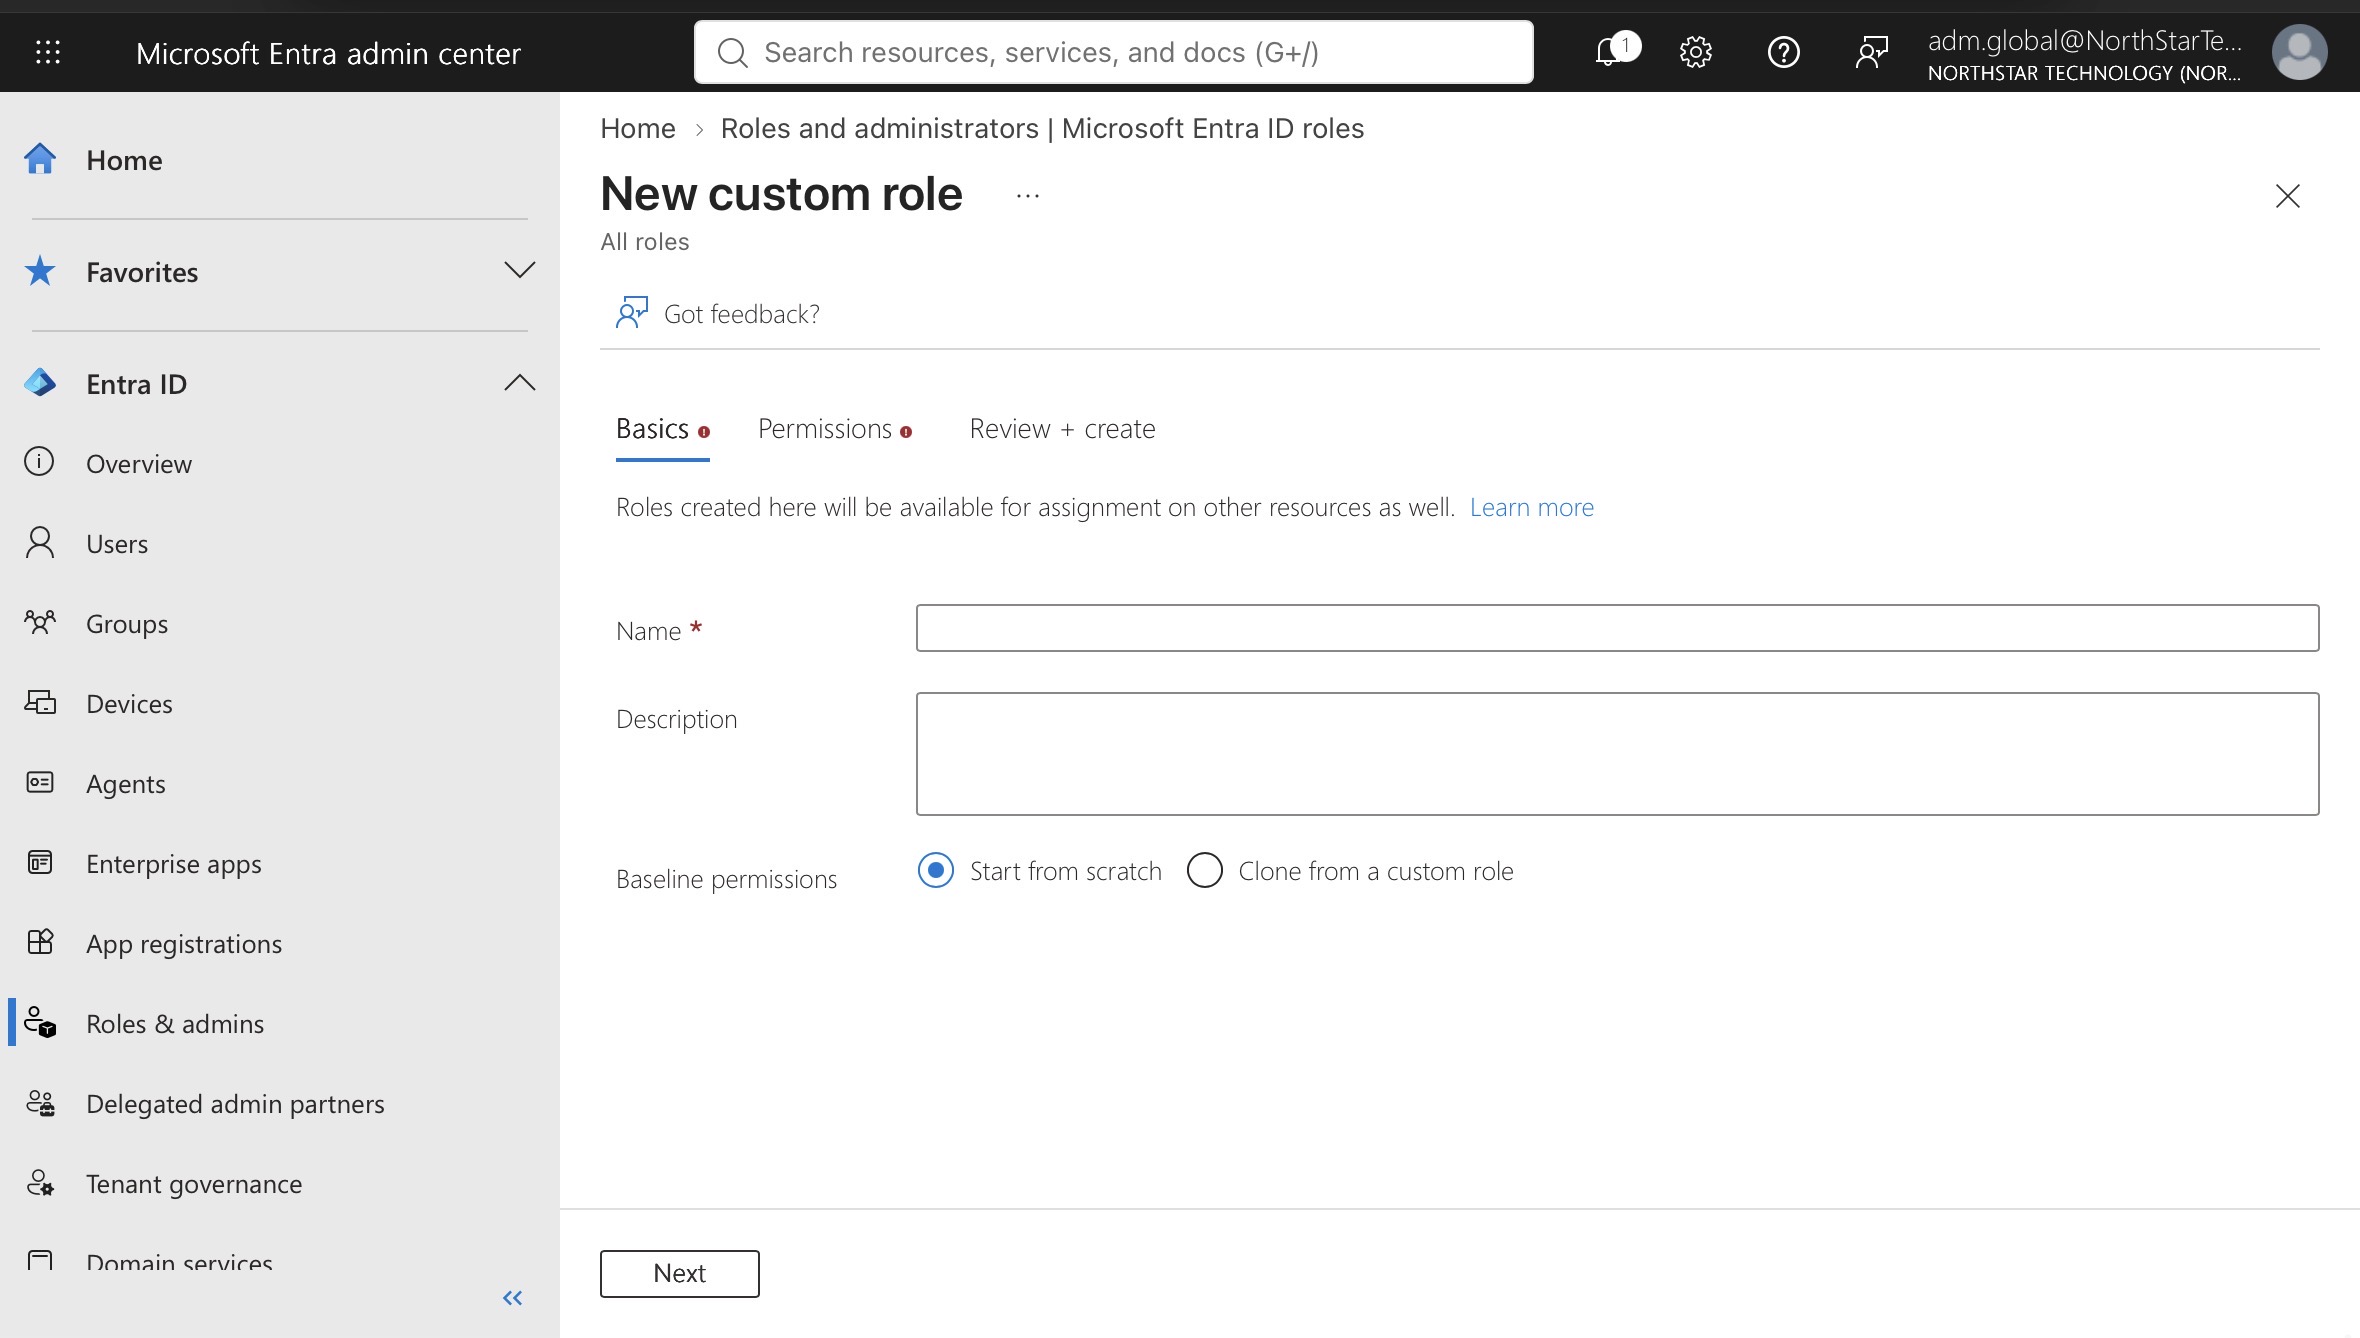 Microsoft Entra admin center
Search resources, services, and docs (G+/)
1
adm.global@NorthStarTe...
NORTHSTAR TECHNOLOGY (NOR...
Home
Favorites
Entra ID
Overview
Users
Groups
Devices
Agents
Enterprise apps
App registrations
Roles & admins
Delegated admin partners
Tenant governance
Domain services
Home > Roles and administrators | Microsoft Entra ID roles
New custom role ...
All roles
Got feedback?
Basics Permissions Review + create
Roles created here will be available for assignment on other resources as well. Learn more
Name *
Description
Baseline permissions
Start from scratch Clone from a custom role
Next